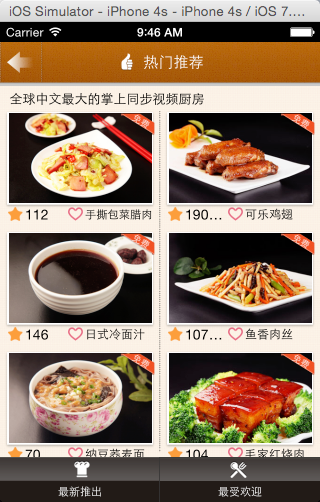 iOS Simulator - iPhone 4s - iPhone 4s / iOS 7....
Carrier 9:46 AM
热门推荐
全球中文最大的掌上同步视频厨房
免费 免费
112 手撕包菜腊肉 190... 可乐鸡翅
免费 免费
146 日式冷面汁 107... 鱼香肉丝
免费 免费
70 纳豆荞麦面 104 毛家红烧肉
最新推出 最受欢迎